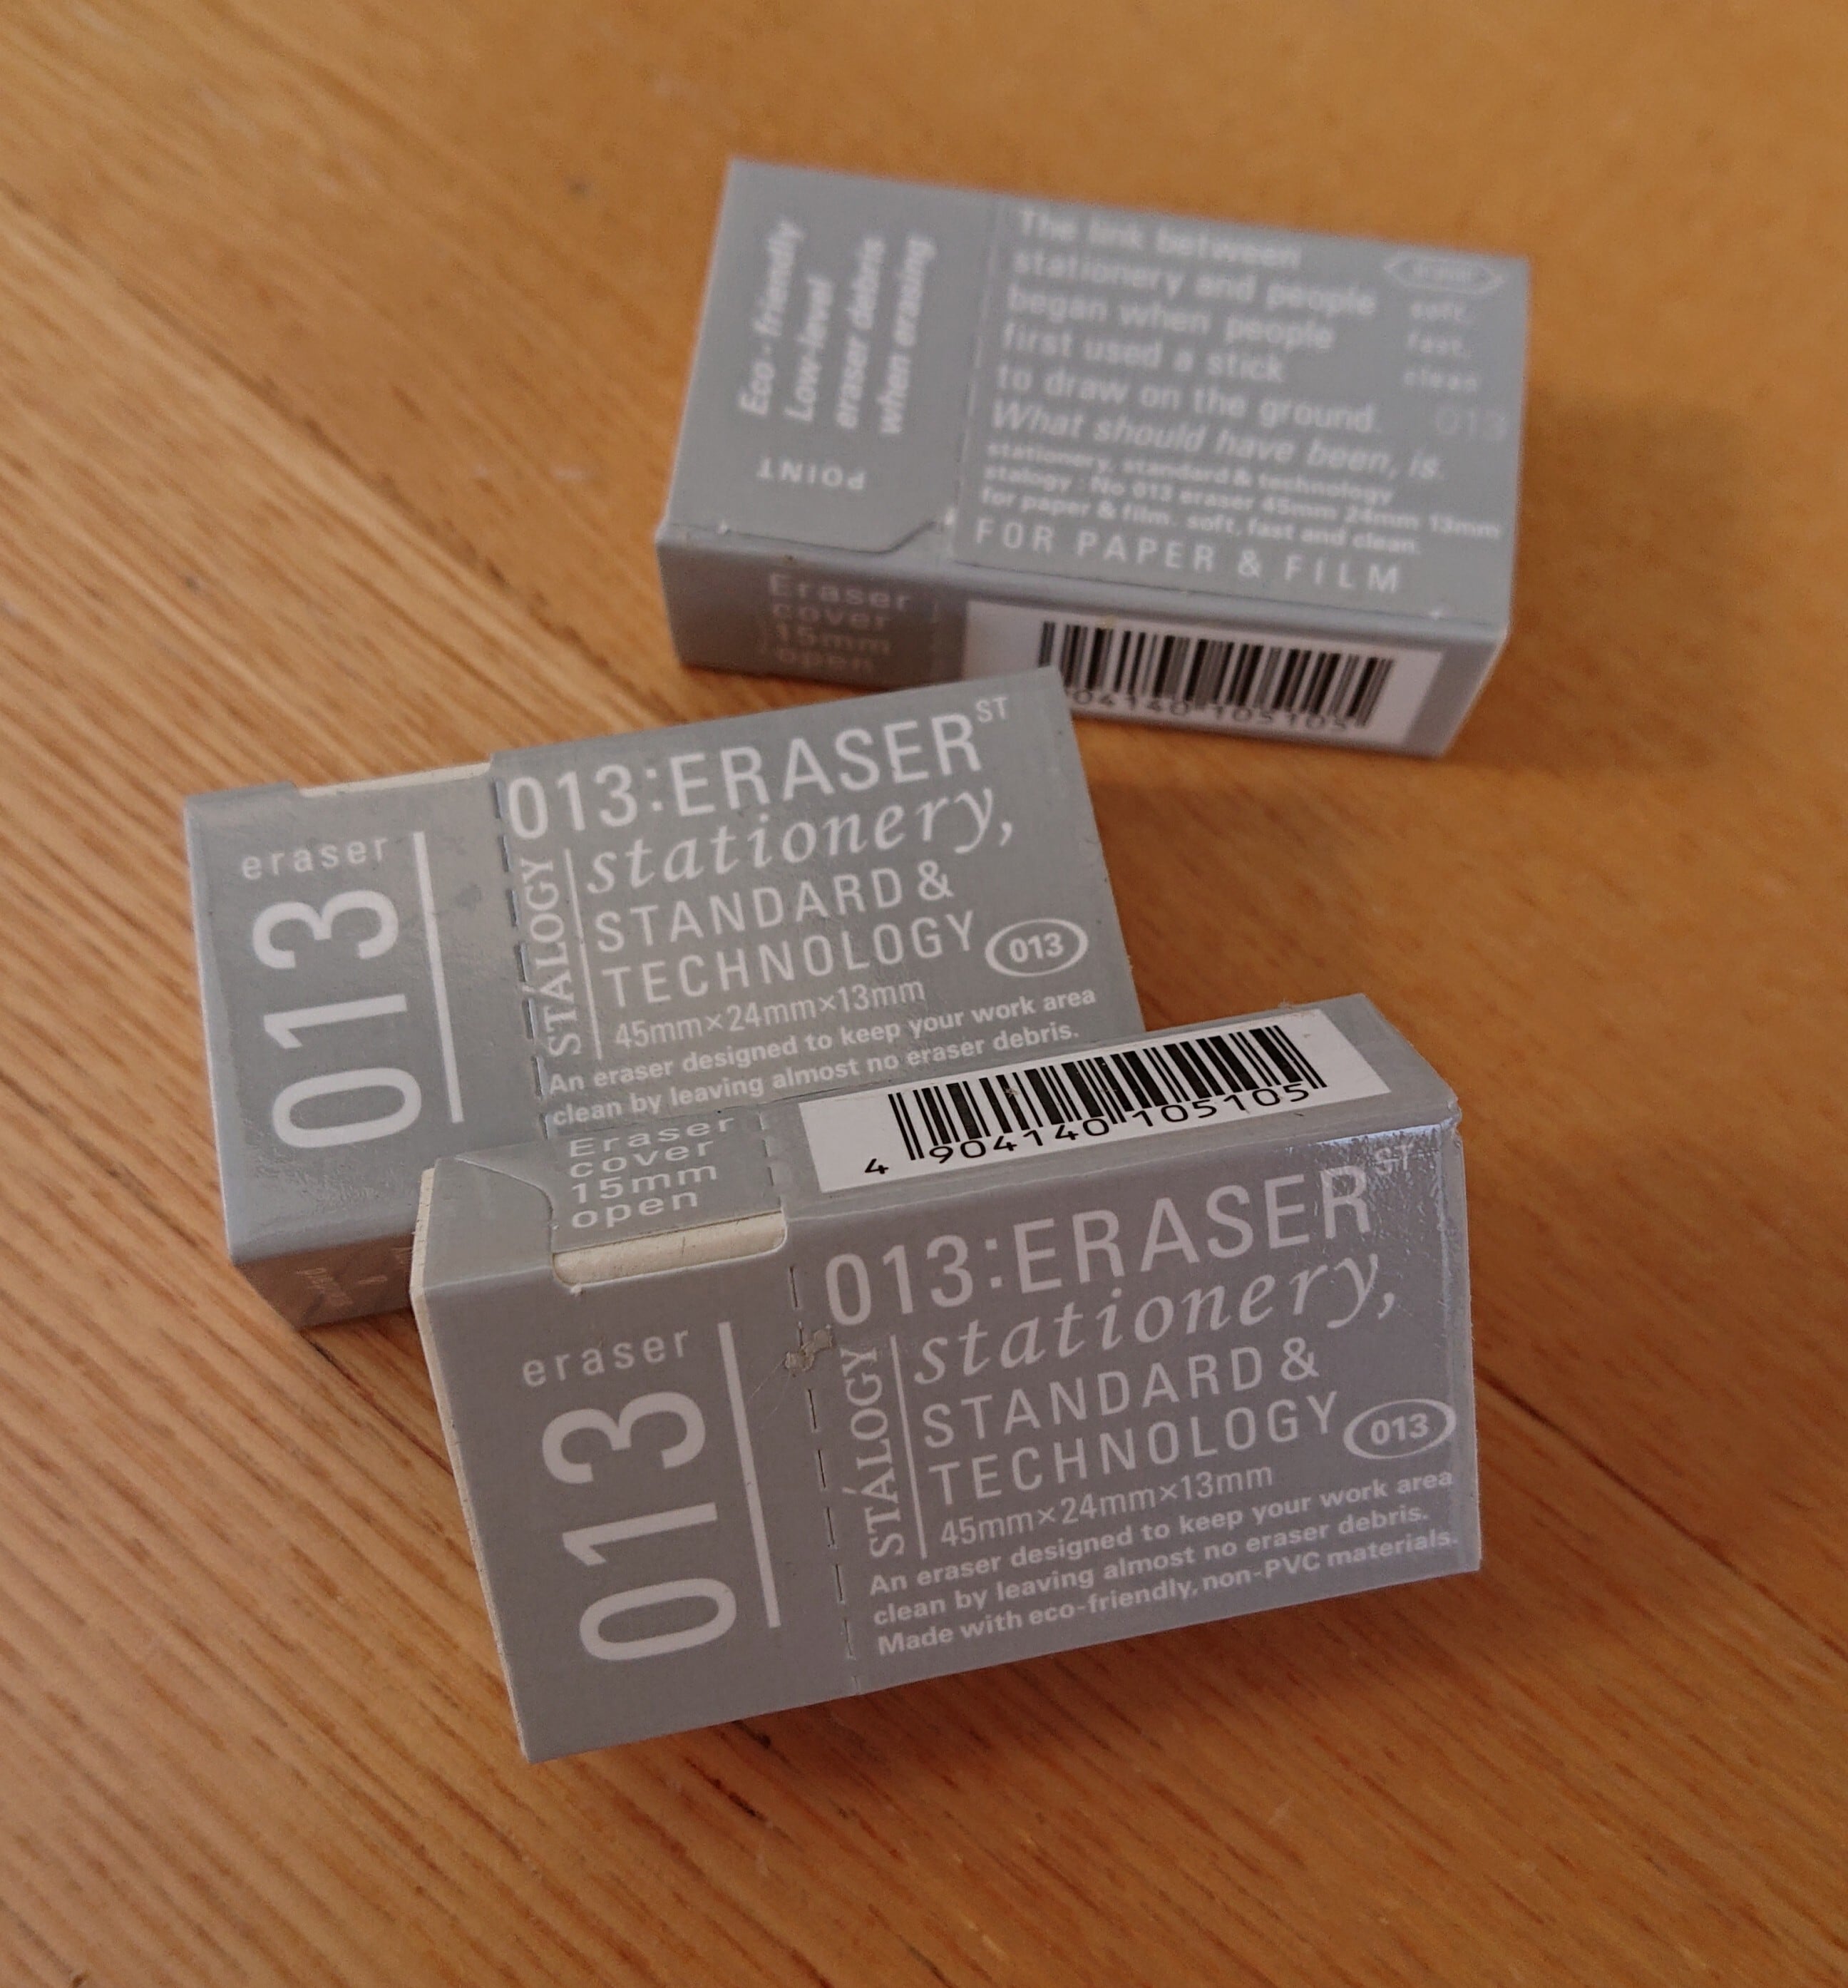 Eco-friendly
Low-level
eraser debris
when erasing
POINT
The link between
stationery and people
began when people
first used a stick
to draw on the ground.
What should have been, is.
stationery, standard & technology
stalogy : No 013 eraser 45mm 24mm 13mm
for paper & film. soft, fast and clean.
FOR PAPER & FILM
soft,
fast,
clean
013
Eraser
cover
15mm
open
04140 105105
eraser
013
013:ERASER ST
stationery,
STANDARD &
TECHNOLOGY
STÁLOGY
013
45mm×24mm×13mm
An eraser designed to keep your work area
clean by leaving almost no eraser debris.
Eraser
cover
15mm
open
4 904140 105105
eraser
013
013:ERASER ST
stationery,
STANDARD &
TECHNOLOGY
STÁLOGY
013
45mm×24mm×13mm
An eraser designed to keep your work area
clean by leaving almost no eraser debris.
Made with eco-friendly, non-PVC materials.